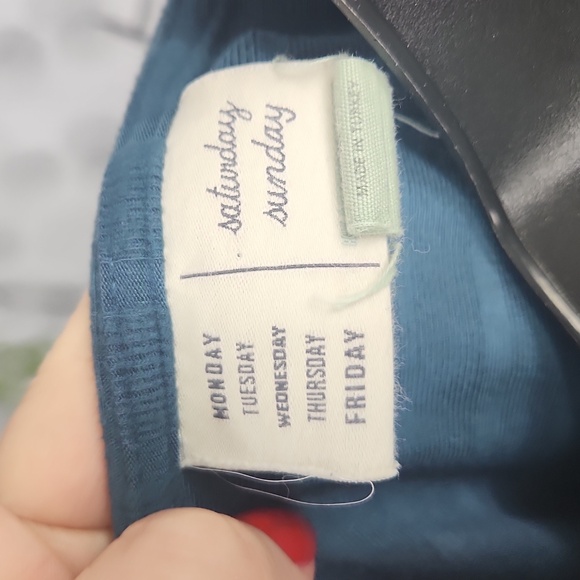 saturday
sunday
MADE IN TURKEY
MONDAY
TUESDAY
WEDNESDAY
THURSDAY
FRIDAY